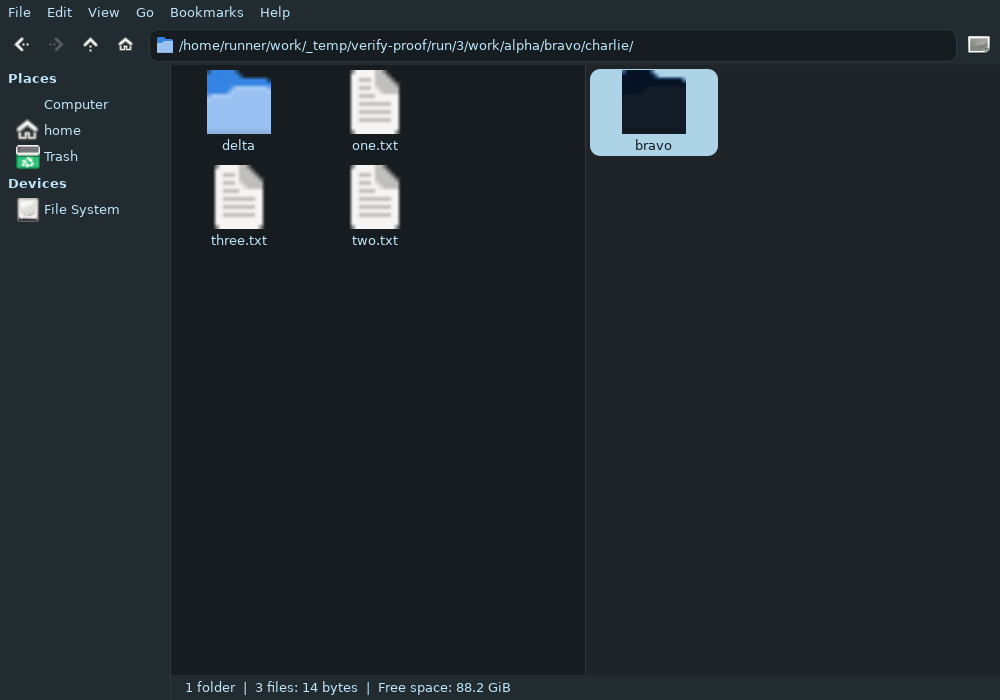 File Edit View Go Bookmarks Help
/home/runner/work/_temp/verify-proof/run/3/work/alpha/bravo/charlie/
Places
Computer
home
Trash
Devices
File System
delta
one.txt
three.txt
two.txt
bravo
1 folder | 3 files: 14 bytes | Free space: 88.2 GiB